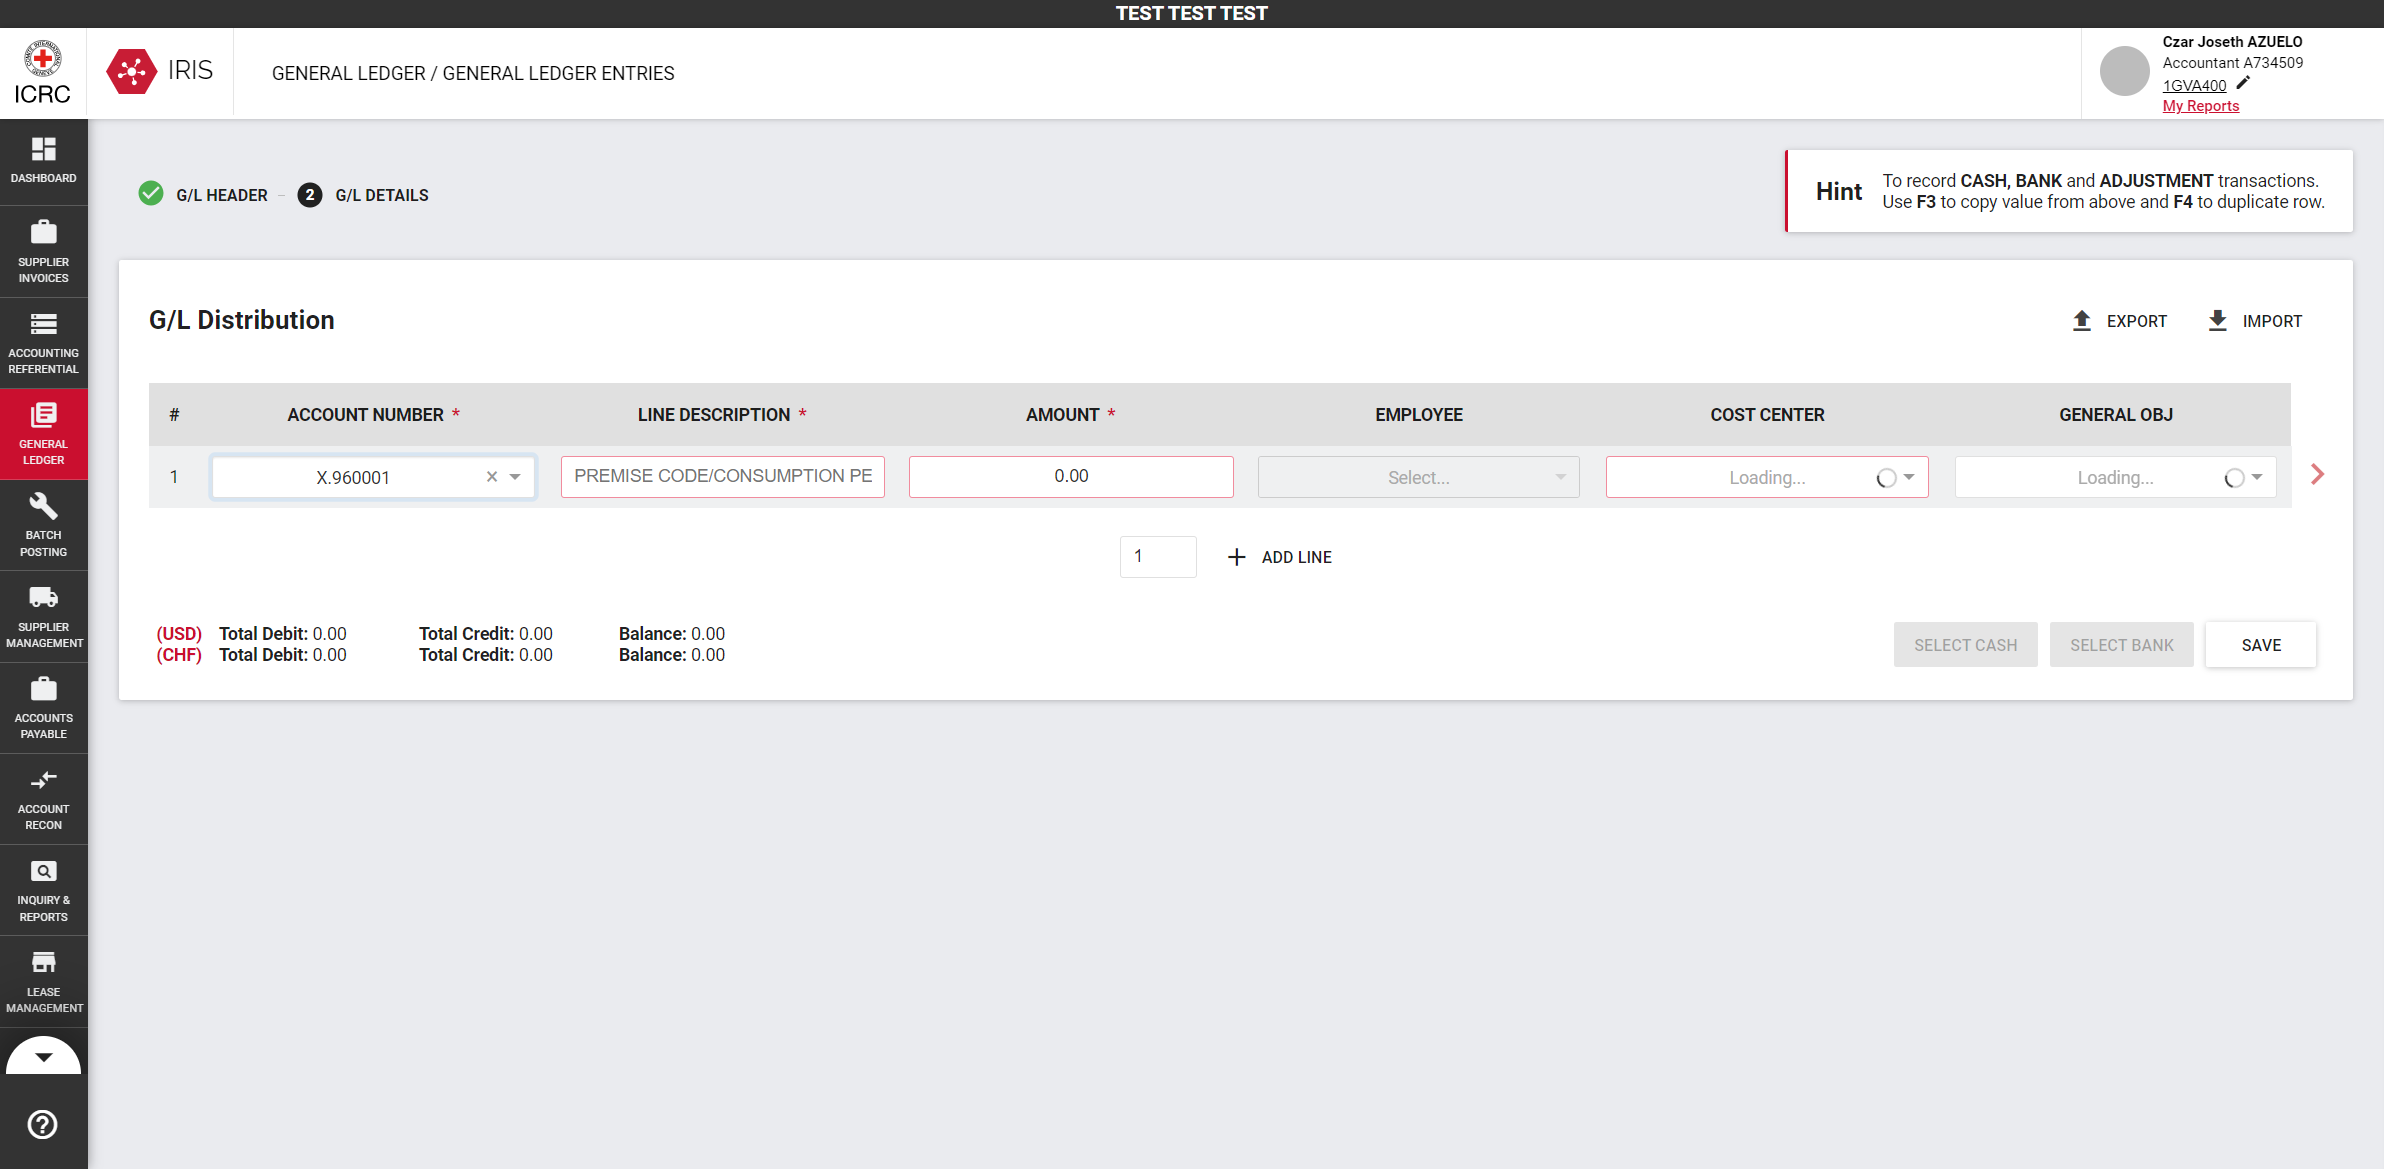 TEST TEST TEST
ICRC
IRIS
GENERAL LEDGER / GENERAL LEDGER ENTRIES
Czar Joseth AZUELO
Accountant A734509
1GVA400
My Reports
DASHBOARD
SUPPLIER
INVOICES
ACCOUNTING
REFERENTIAL
GENERAL
LEDGER
BATCH
POSTING
SUPPLIER
MANAGEMENT
ACCOUNTS
PAYABLE
ACCOUNT
RECON
INQUIRY &
REPORTS
LEASE
MANAGEMENT
G/L HEADER – 2 G/L DETAILS
Hint
To record CASH, BANK and ADJUSTMENT transactions.
Use F3 to copy value from above and F4 to duplicate row.
G/L Distribution
EXPORT IMPORT
# ACCOUNT NUMBER * LINE DESCRIPTION * AMOUNT * EMPLOYEE COST CENTER GENERAL OBJ
1 X.960001 PREMISE CODE/CONSUMPTION PE 0.00 Select... Loading... Loading...
1 + ADD LINE
(USD) Total Debit: 0.00 Total Credit: 0.00 Balance: 0.00
(CHF) Total Debit: 0.00 Total Credit: 0.00 Balance: 0.00
SELECT CASH SELECT BANK SAVE